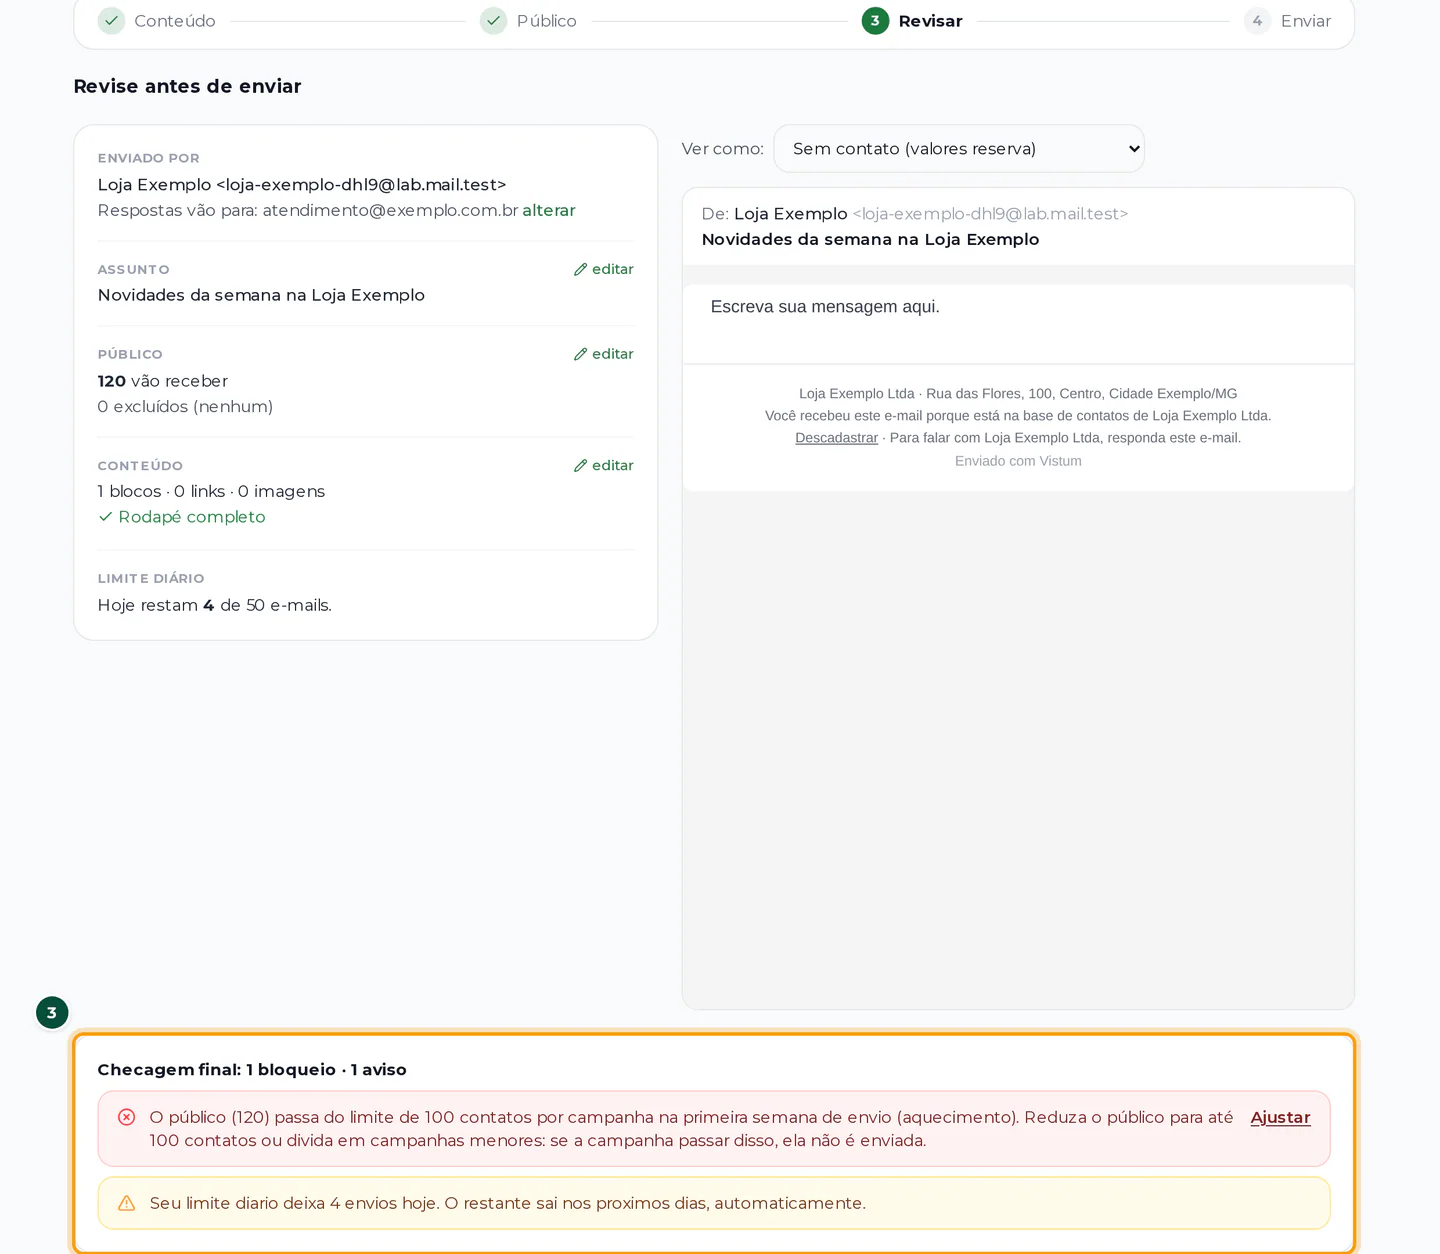 Conteúdo
Público
3 Revisar
4 Enviar
Revise antes de enviar
ENVIADO POR
Loja Exemplo <loja-exemplo-dhl9@lab.mail.test>
Respostas vão para: atendimento@exemplo.com.br alterar
ASSUNTO editar
Novidades da semana na Loja Exemplo
PÚBLICO editar
120 vão receber
0 excluídos (nenhum)
CONTEÚDO editar
1 blocos · 0 links · 0 imagens
Rodapé completo
LIMITE DIÁRIO
Hoje restam 4 de 50 e-mails.
Ver como: Sem contato (valores reserva)
De: Loja Exemplo <loja-exemplo-dhl9@lab.mail.test>
Novidades da semana na Loja Exemplo
Escreva sua mensagem aqui.
Loja Exemplo Ltda · Rua das Flores, 100, Centro, Cidade Exemplo/MG
Você recebeu este e-mail porque está na base de contatos de Loja Exemplo Ltda.
Descadastrar · Para falar com Loja Exemplo Ltda, responda este e-mail.
Enviado com Vistum
3
Checagem final: 1 bloqueio · 1 aviso
O público (120) passa do limite de 100 contatos por campanha na primeira semana de envio (aquecimento). Reduza o público para até Ajustar
100 contatos ou divida em campanhas menores: se a campanha passar disso, ela não é enviada.
Seu limite diario deixa 4 envios hoje. O restante sai nos proximos dias, automaticamente.